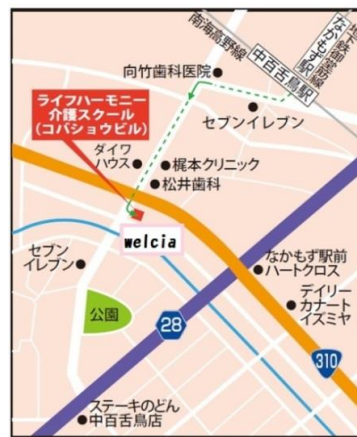 南海高野線
地下鉄御堂筋線
なかもず駅
中百舌鳥駅
向竹歯科医院
セブンイレブン
ライフハーモニー
介護スクール
(コバショウビル)
ダイワ
ハウス
梶本クリニック
松井歯科
welcia
セブン
イレブン
なかもず駅前
ハートクロス
公園
デイリー
カナート
イズミヤ
28
310
ステーキのどん
中百舌鳥店